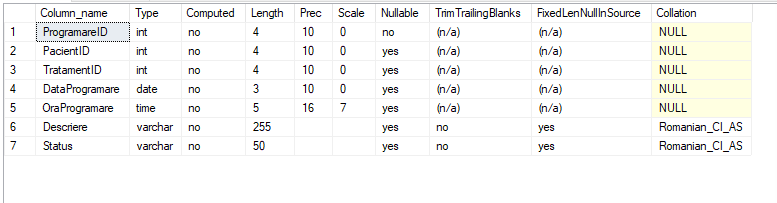 Column_name Type Computed Length Prec Scale Nullable TrimTrailingBlanks FixedLenNullInSource Collation
1 ProgramareID int no 4 10 0 no (n/a) (n/a) NULL
2 PacientID int no 4 10 0 yes (n/a) (n/a) NULL
3 TratamentID int no 4 10 0 yes (n/a) (n/a) NULL
4 DataProgramare date no 3 10 0 yes (n/a) (n/a) NULL
5 OraProgramare time no 5 16 7 yes (n/a) (n/a) NULL
6 Descriere varchar no 255 yes no yes Romanian_CI_AS
7 Status varchar no 50 yes no yes Romanian_CI_AS